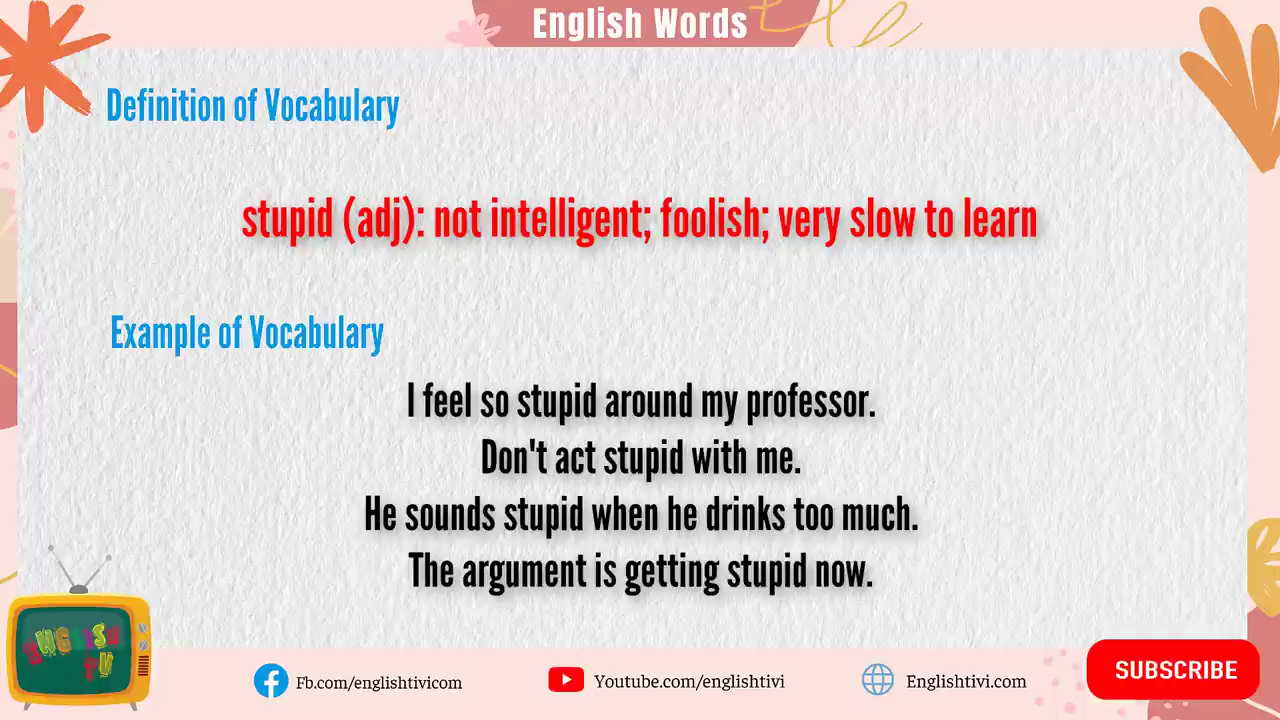 English Words
Definition of Vocabulary
stupid (adj): not intelligent; foolish; very slow to learn
Example of Vocabulary
I feel so stupid around my professor.
Don't act stupid with me.
He sounds stupid when he drinks too much.
The argument is getting stupid now.
ENGLISH
TV
Fb.com/englishtivicom
Youtube.com/englishtivi
Englishtivi.com
SUBSCRIBE